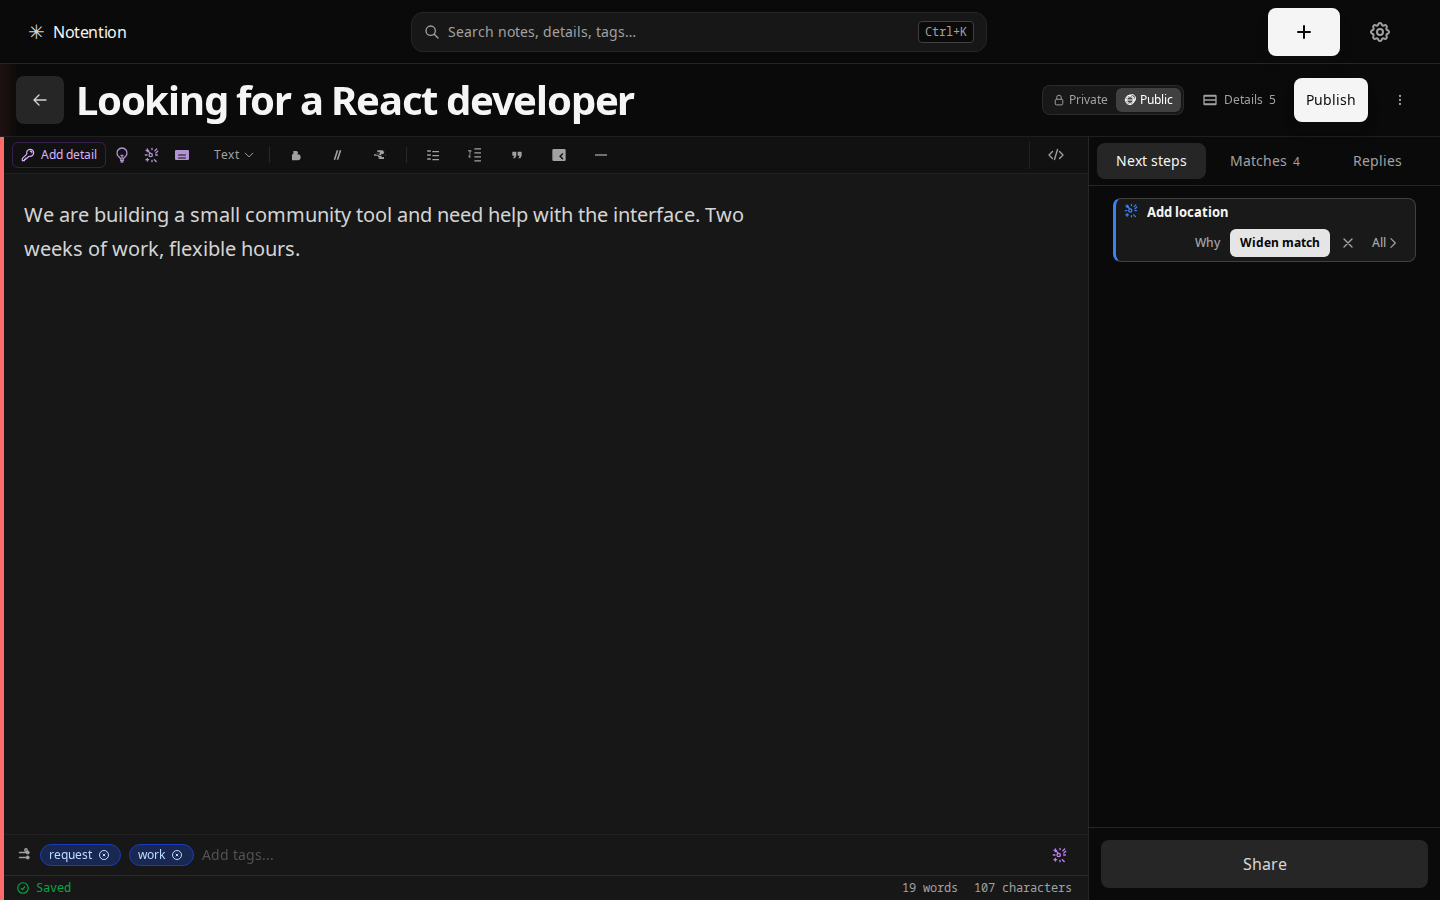 Notention
Search notes, details, tags...
Ctrl+K
Looking for a React developer
Private
Public
Details 5
Publish
Add detail
Text
Next steps
Matches 4
Replies
We are building a small community tool and need help with the interface. Two
weeks of work, flexible hours.
Add location
Why
Widen match
All
request
work
Add tags...
Share
Saved
19 words
107 characters